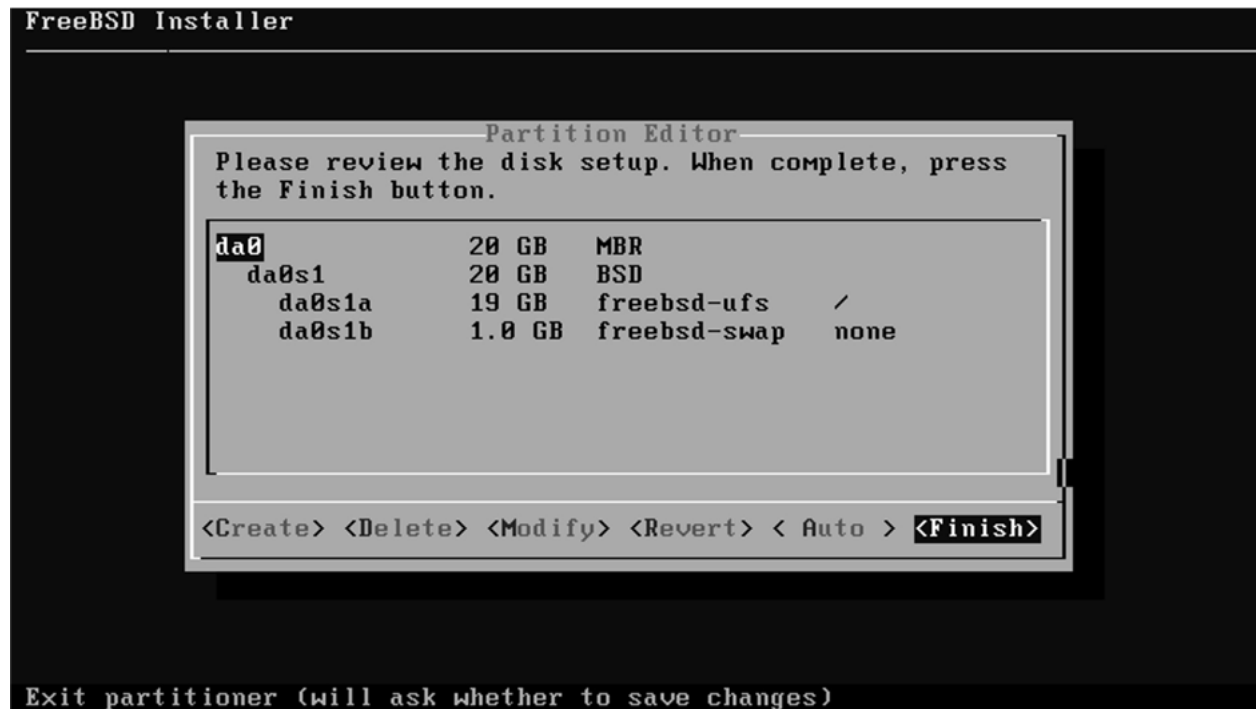 FreeBSD Installer
Partition Editor
Please review the disk setup. When complete, press
the Finish button.
da0 20 GB MBR
da0s1 20 GB BSD
da0s1a 19 GB freebsd-ufs /
da0s1b 1.0 GB freebsd-swap none
<Create> <Delete> <Modify> <Revert> < Auto > <Finish>
Exit partitioner (will ask whether to save changes)